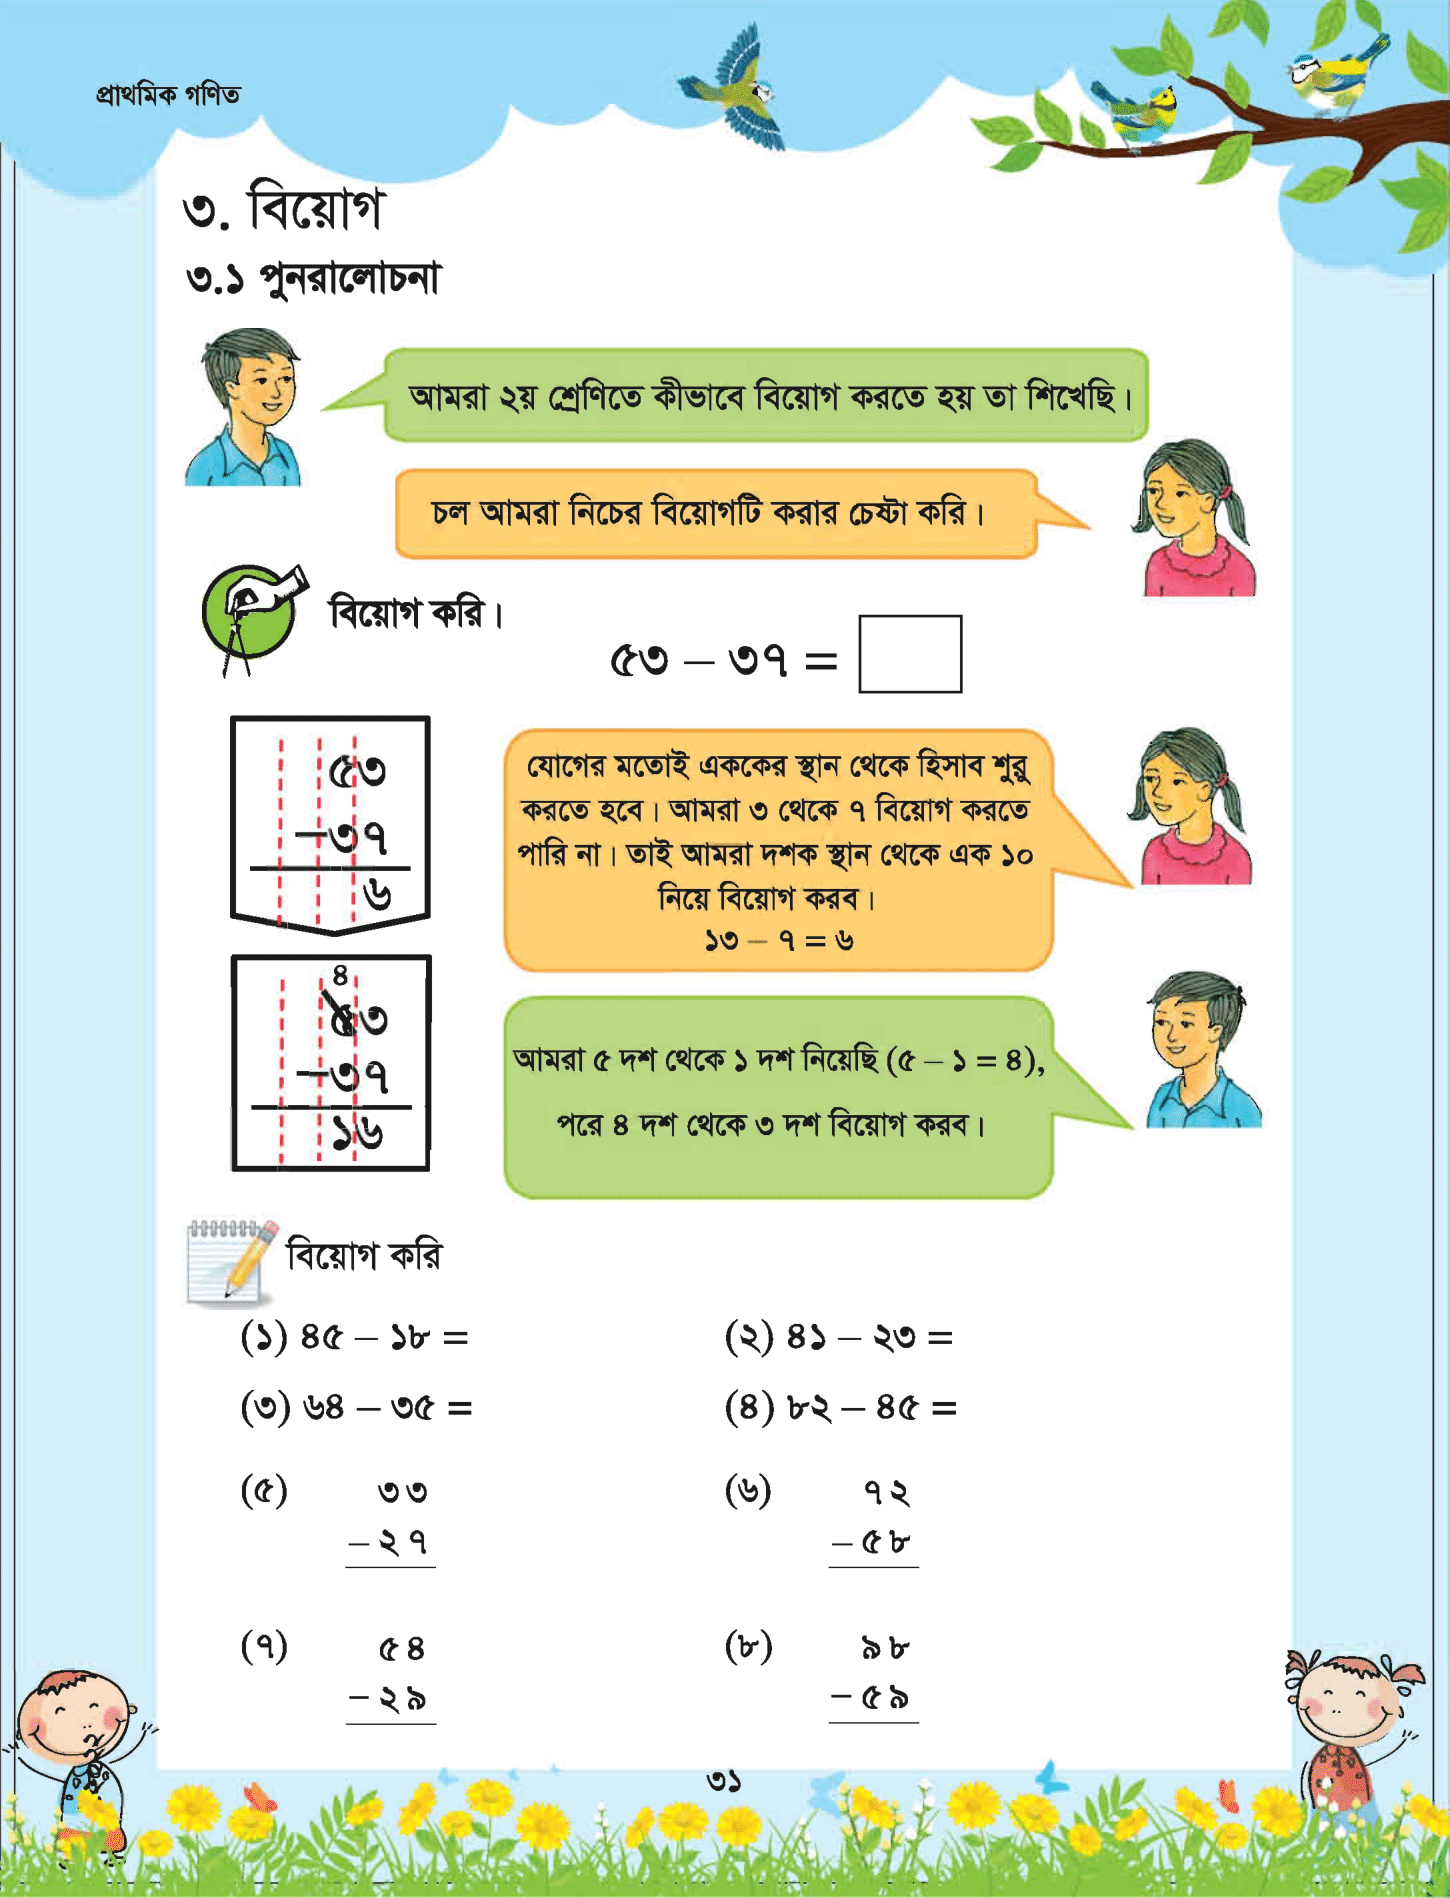 প্রাথমিক গণিত
৩. বিয়োগ
৩.১ পুনরালোচনা
আমরা ২য় শ্রেণিতে কীভাবে বিয়োগ করতে হয় তা শিখেছি।
চল আমরা নিচের বিয়োগটি করার চেষ্টা করি।
বিয়োগ করি।
৫৩ – ৩৭ =
৫৩
–৩৭
৬
যোগের মতোই এককের স্থান থেকে হিসাব শুরু
করতে হবে। আমরা ৩ থেকে ৭ বিয়োগ করতে
পারি না। তাই আমরা দশক স্থান থেকে এক ১০
নিয়ে বিয়োগ করব।
১৩ – ৭ = ৬
৪
৫৩
–৩৭
১৬
আমরা ৫ দশ থেকে ১ দশ নিয়েছি (৫ – ১ = ৪),
পরে ৪ দশ থেকে ৩ দশ বিয়োগ করব।
বিয়োগ করি
(১) ৪৫ – ১৮ =
(২) ৪১ – ২৩ =
(৩) ৬৪ – ৩৫ =
(৪) ৮২ – ৪৫ =
(৫) ৩৩
– ২৭
(৬) ৭২
– ৫৮
(৭) ৫৪
– ২৯
(৮) ৯৮
– ৫৯
৩১